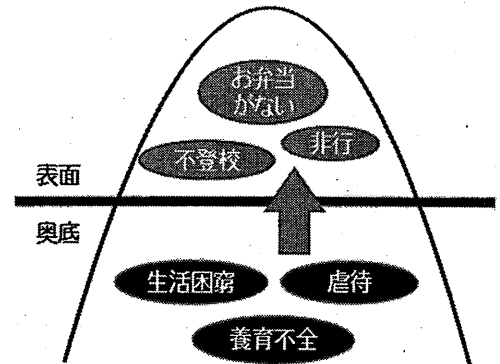 お弁当
がない
非行
不登校
表面
奥底
生活困窮
虐待
養育不全